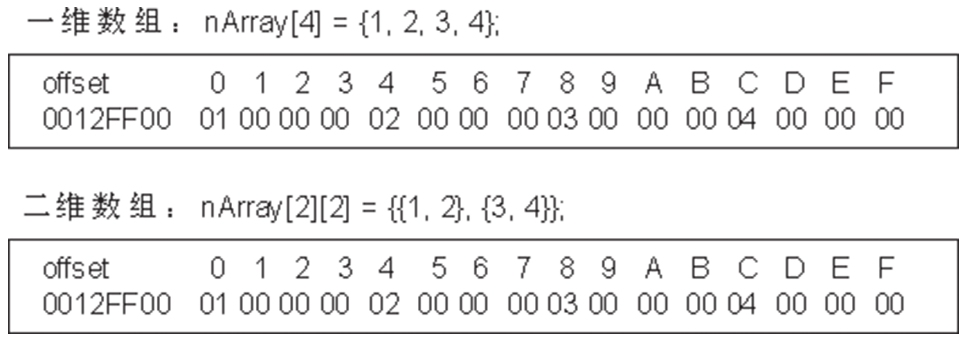 一维数组：nArray[4] = {1, 2, 3, 4};
offset 0 1 2 3 4 5 6 7 8 9 A B C D E F
0012FF00 01 00 00 00 02 00 00 00 03 00 00 00 04 00 00 00
二维数组：nArray[2][2] = {{1, 2}, {3, 4}};
offset 0 1 2 3 4 5 6 7 8 9 A B C D E F
0012FF00 01 00 00 00 02 00 00 00 03 00 00 00 04 00 00 00